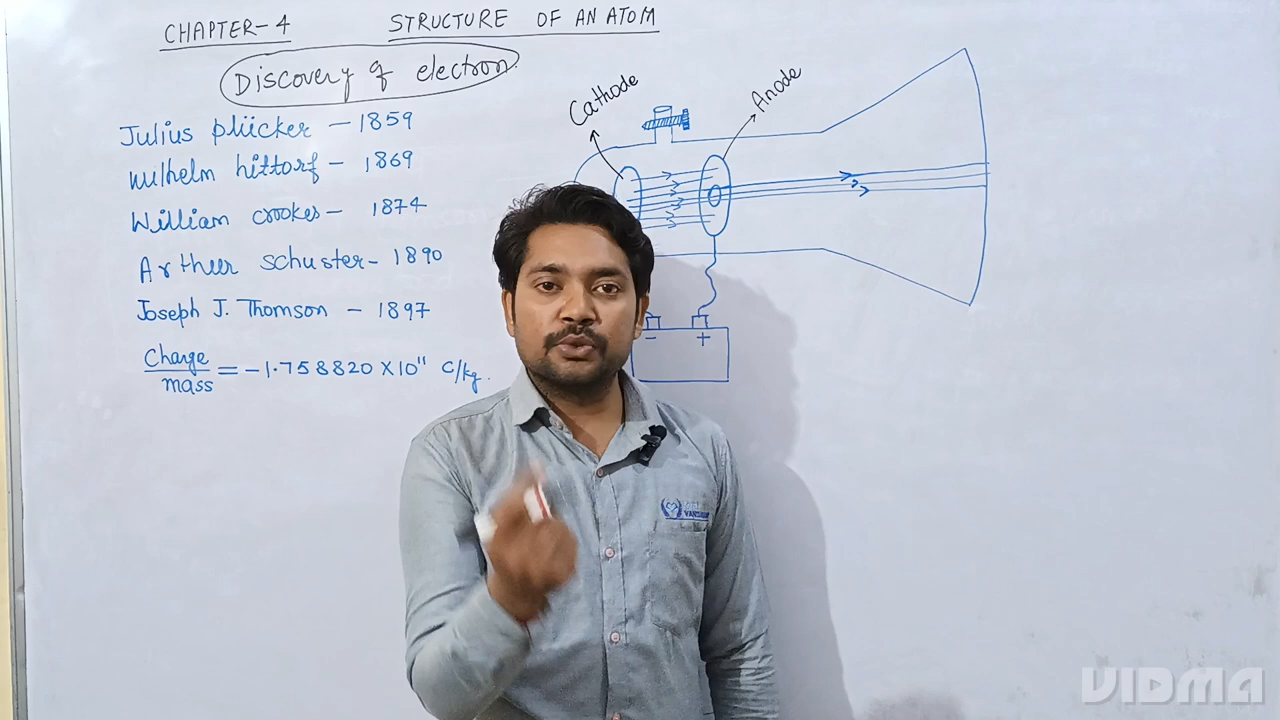 CHAPTER-4 STRUCTURE OF AN ATOM
Discovery of electron
Julius plücker - 1859
Wilhelm hittorf - 1869
William crookes - 1874
Arthur schuster - 1890
Joseph J. Thomson - 1897
Charge/mass = -1.758820 X 10¹¹ C/kg.
Cathode
Anode
- +
VIDMA